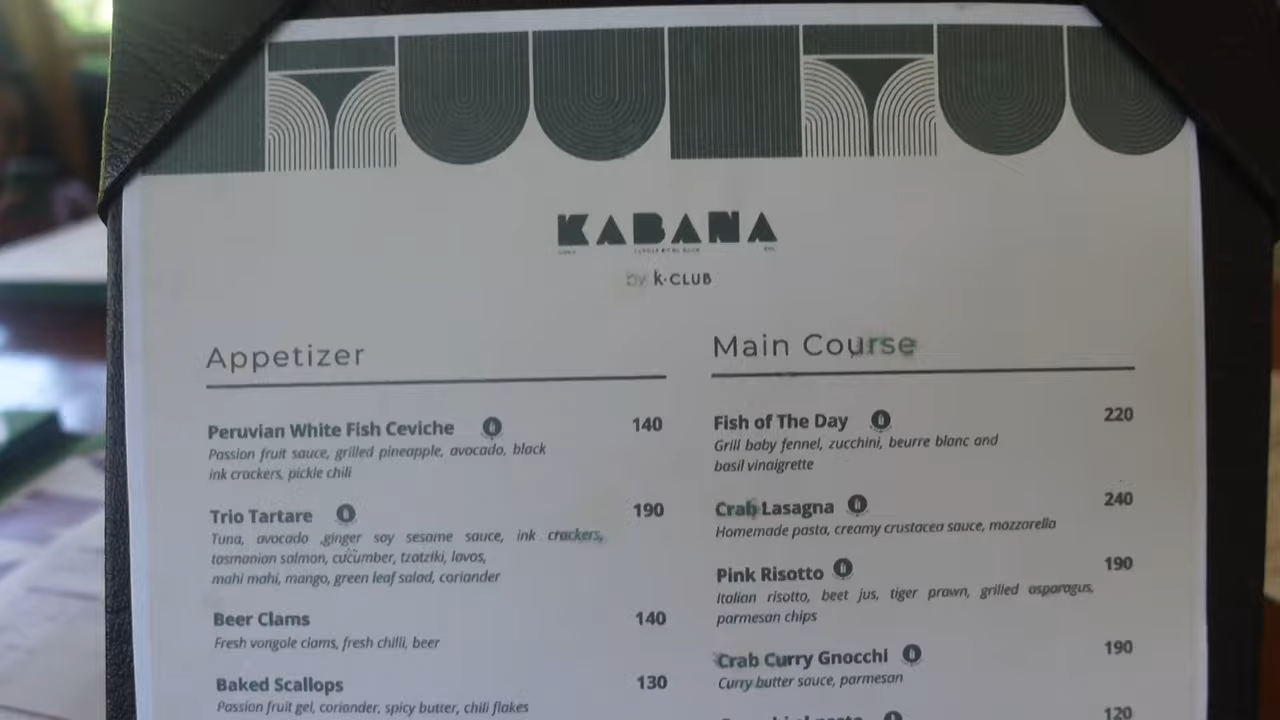 KABANA
by k·CLUB
Appetizer
Peruvian White Fish Ceviche 140
Passion fruit sauce, grilled pineapple, avocado, black
ink crackers, pickle chili
Trio Tartare 190
Tuna, avocado ,ginger soy sesame sauce, ink crackers,
tasmanian salmon, cucumber, tzatziki, lavos,
mahi mahi, mango, green leaf salad, coriander
Beer Clams 140
Fresh vongole clams, fresh chilli, beer
Baked Scallops 130
Passion fruit gel, coriander, spicy butter, chili flakes
Main Course
Fish of The Day 220
Grill baby fennel, zucchini, beurre blanc and
basil vinaigrette
Crab Lasagna 240
Homemade pasta, creamy crustacea sauce, mozzarella
Pink Risotto 190
Italian risotto, beet jus, tiger prawn, grilled asparagus,
parmesan chips
Crab Curry Gnocchi 190
Curry butter sauce, parmesan
120